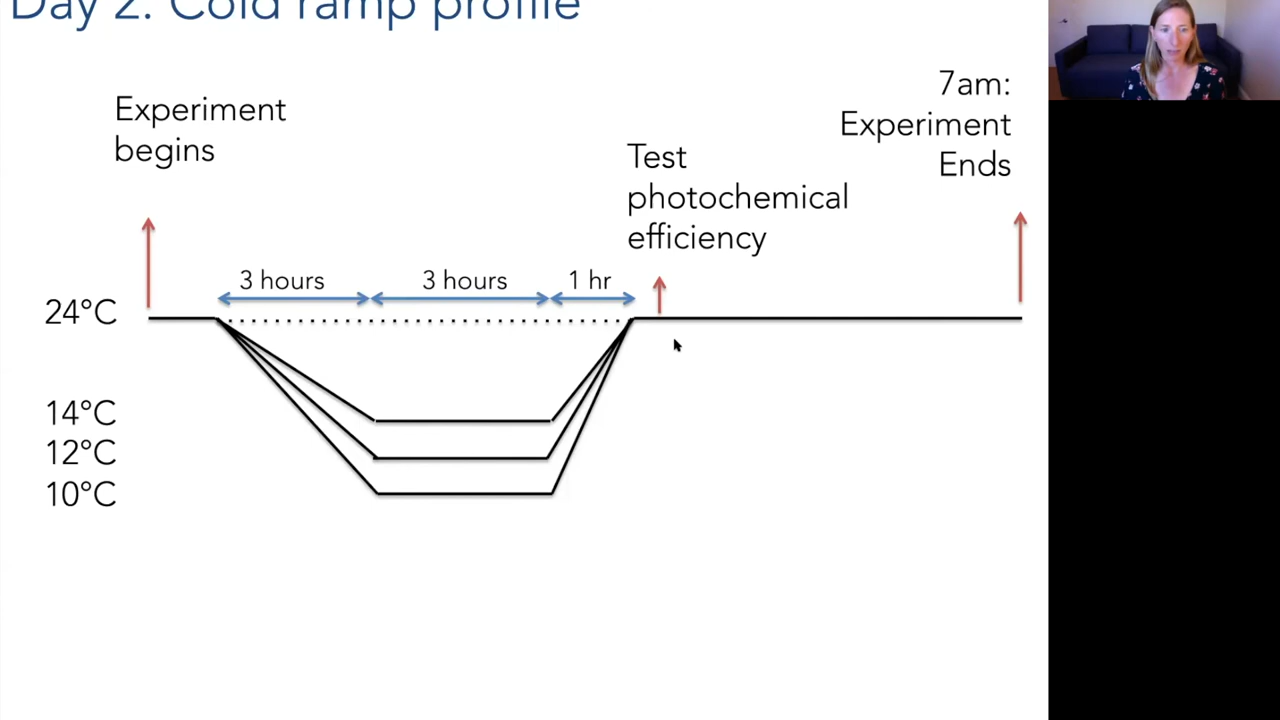 Day 2: Cold ramp profile
Experiment
begins
7am:
Experiment
Ends
Test
photochemical
efficiency
3 hours
3 hours
1 hr
24°C
14°C
12°C
10°C